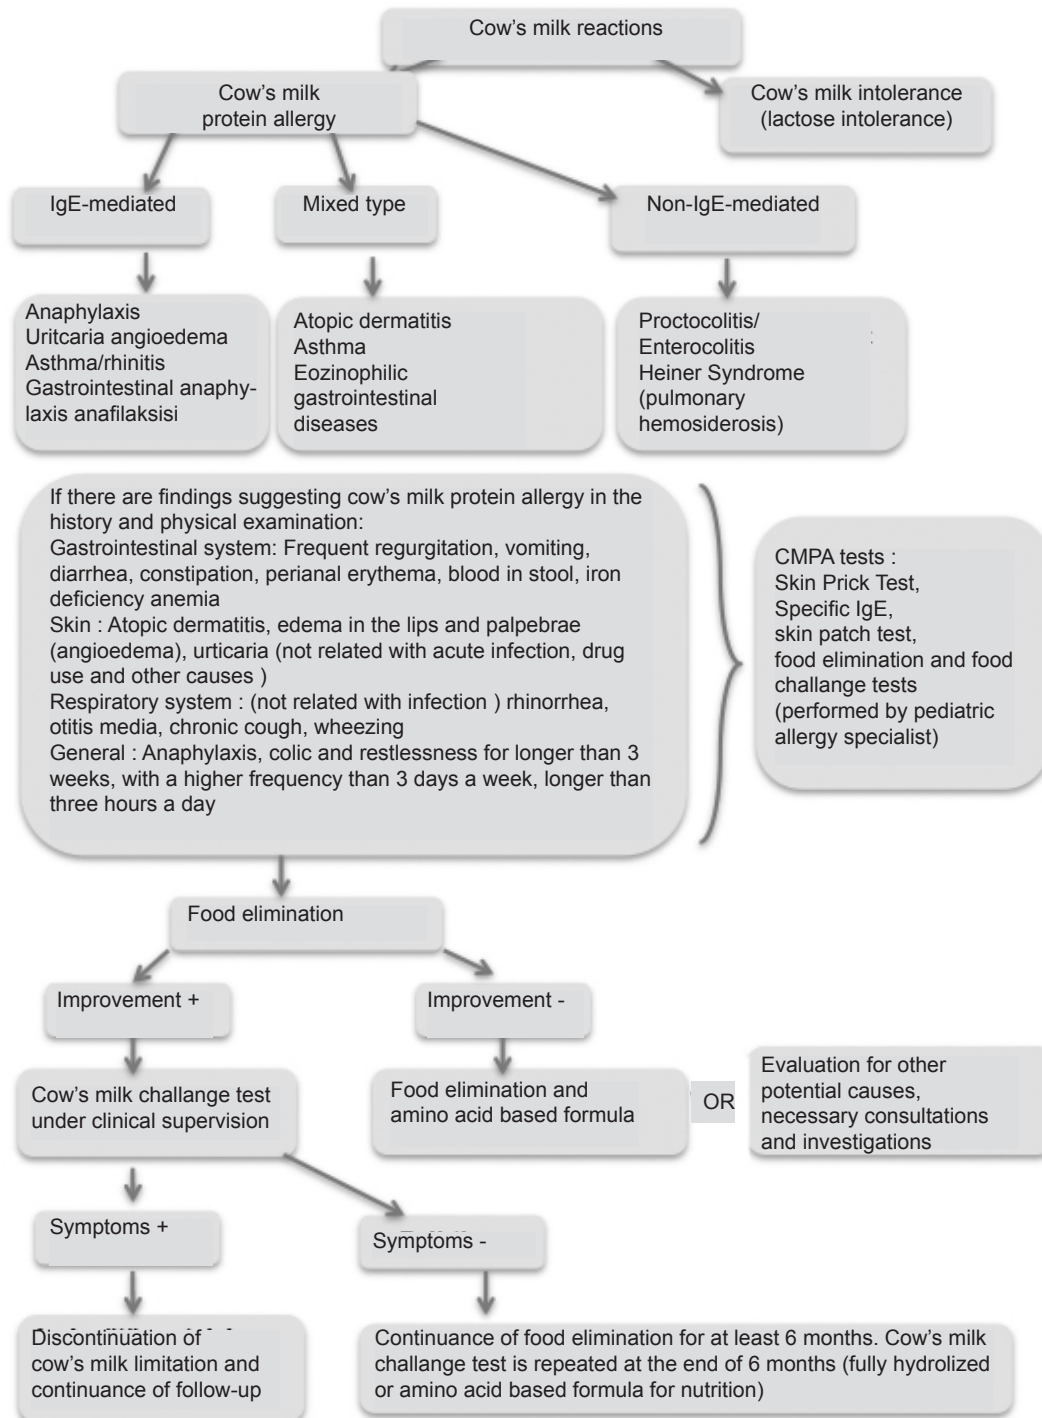 Cow's milk reactions
Cow's milk
protein allergy
Cow's milk intolerance
(lactose intolerance)
IgE-mediated
Mixed type
Non-IgE-mediated
Anaphylaxis
Uritcaria angioedema
Asthma/rhinitis
Gastrointestinal anaphy-
laxis anafilaksisi
Atopic dermatitis
Asthma
Eozinophilic
gastrointestinal
diseases
Proctocolitis/
Enterocolitis
Heiner Syndrome
(pulmonary
hemosiderosis)
If there are findings suggesting cow's milk protein allergy in the
history and physical examination:
Gastrointestinal system: Frequent regurgitation, vomiting,
diarrhea, constipation, perianal erythema, blood in stool, iron
deficiency anemia
Skin : Atopic dermatitis, edema in the lips and palpebrae
(angioedema), urticaria (not related with acute infection, drug
use and other causes )
Respiratory system : (not related with infection ) rhinorrhea,
otitis media, chronic cough, wheezing
General : Anaphylaxis, colic and restlessness for longer than 3
weeks, with a higher frequency than 3 days a week, longer than
three hours a day
CMPA tests :
Skin Prick Test,
Specific IgE,
skin patch test,
food elimination and food
challange tests
(performed by pediatric
allergy specialist)
Food elimination
Improvement +
Improvement -
Cow's milk challange test
under clinical supervision
Food elimination and
amino acid based formula
OR
Evaluation for other
potential causes,
necessary consultations
and investigations
Symptoms +
Symptoms -
Discontinuation of
cow's milk limitation and
continuance of follow-up
Continuance of food elimination for at least 6 months. Cow's milk
challange test is repeated at the end of 6 months (fully hydrolized
or amino acid based formula for nutrition)